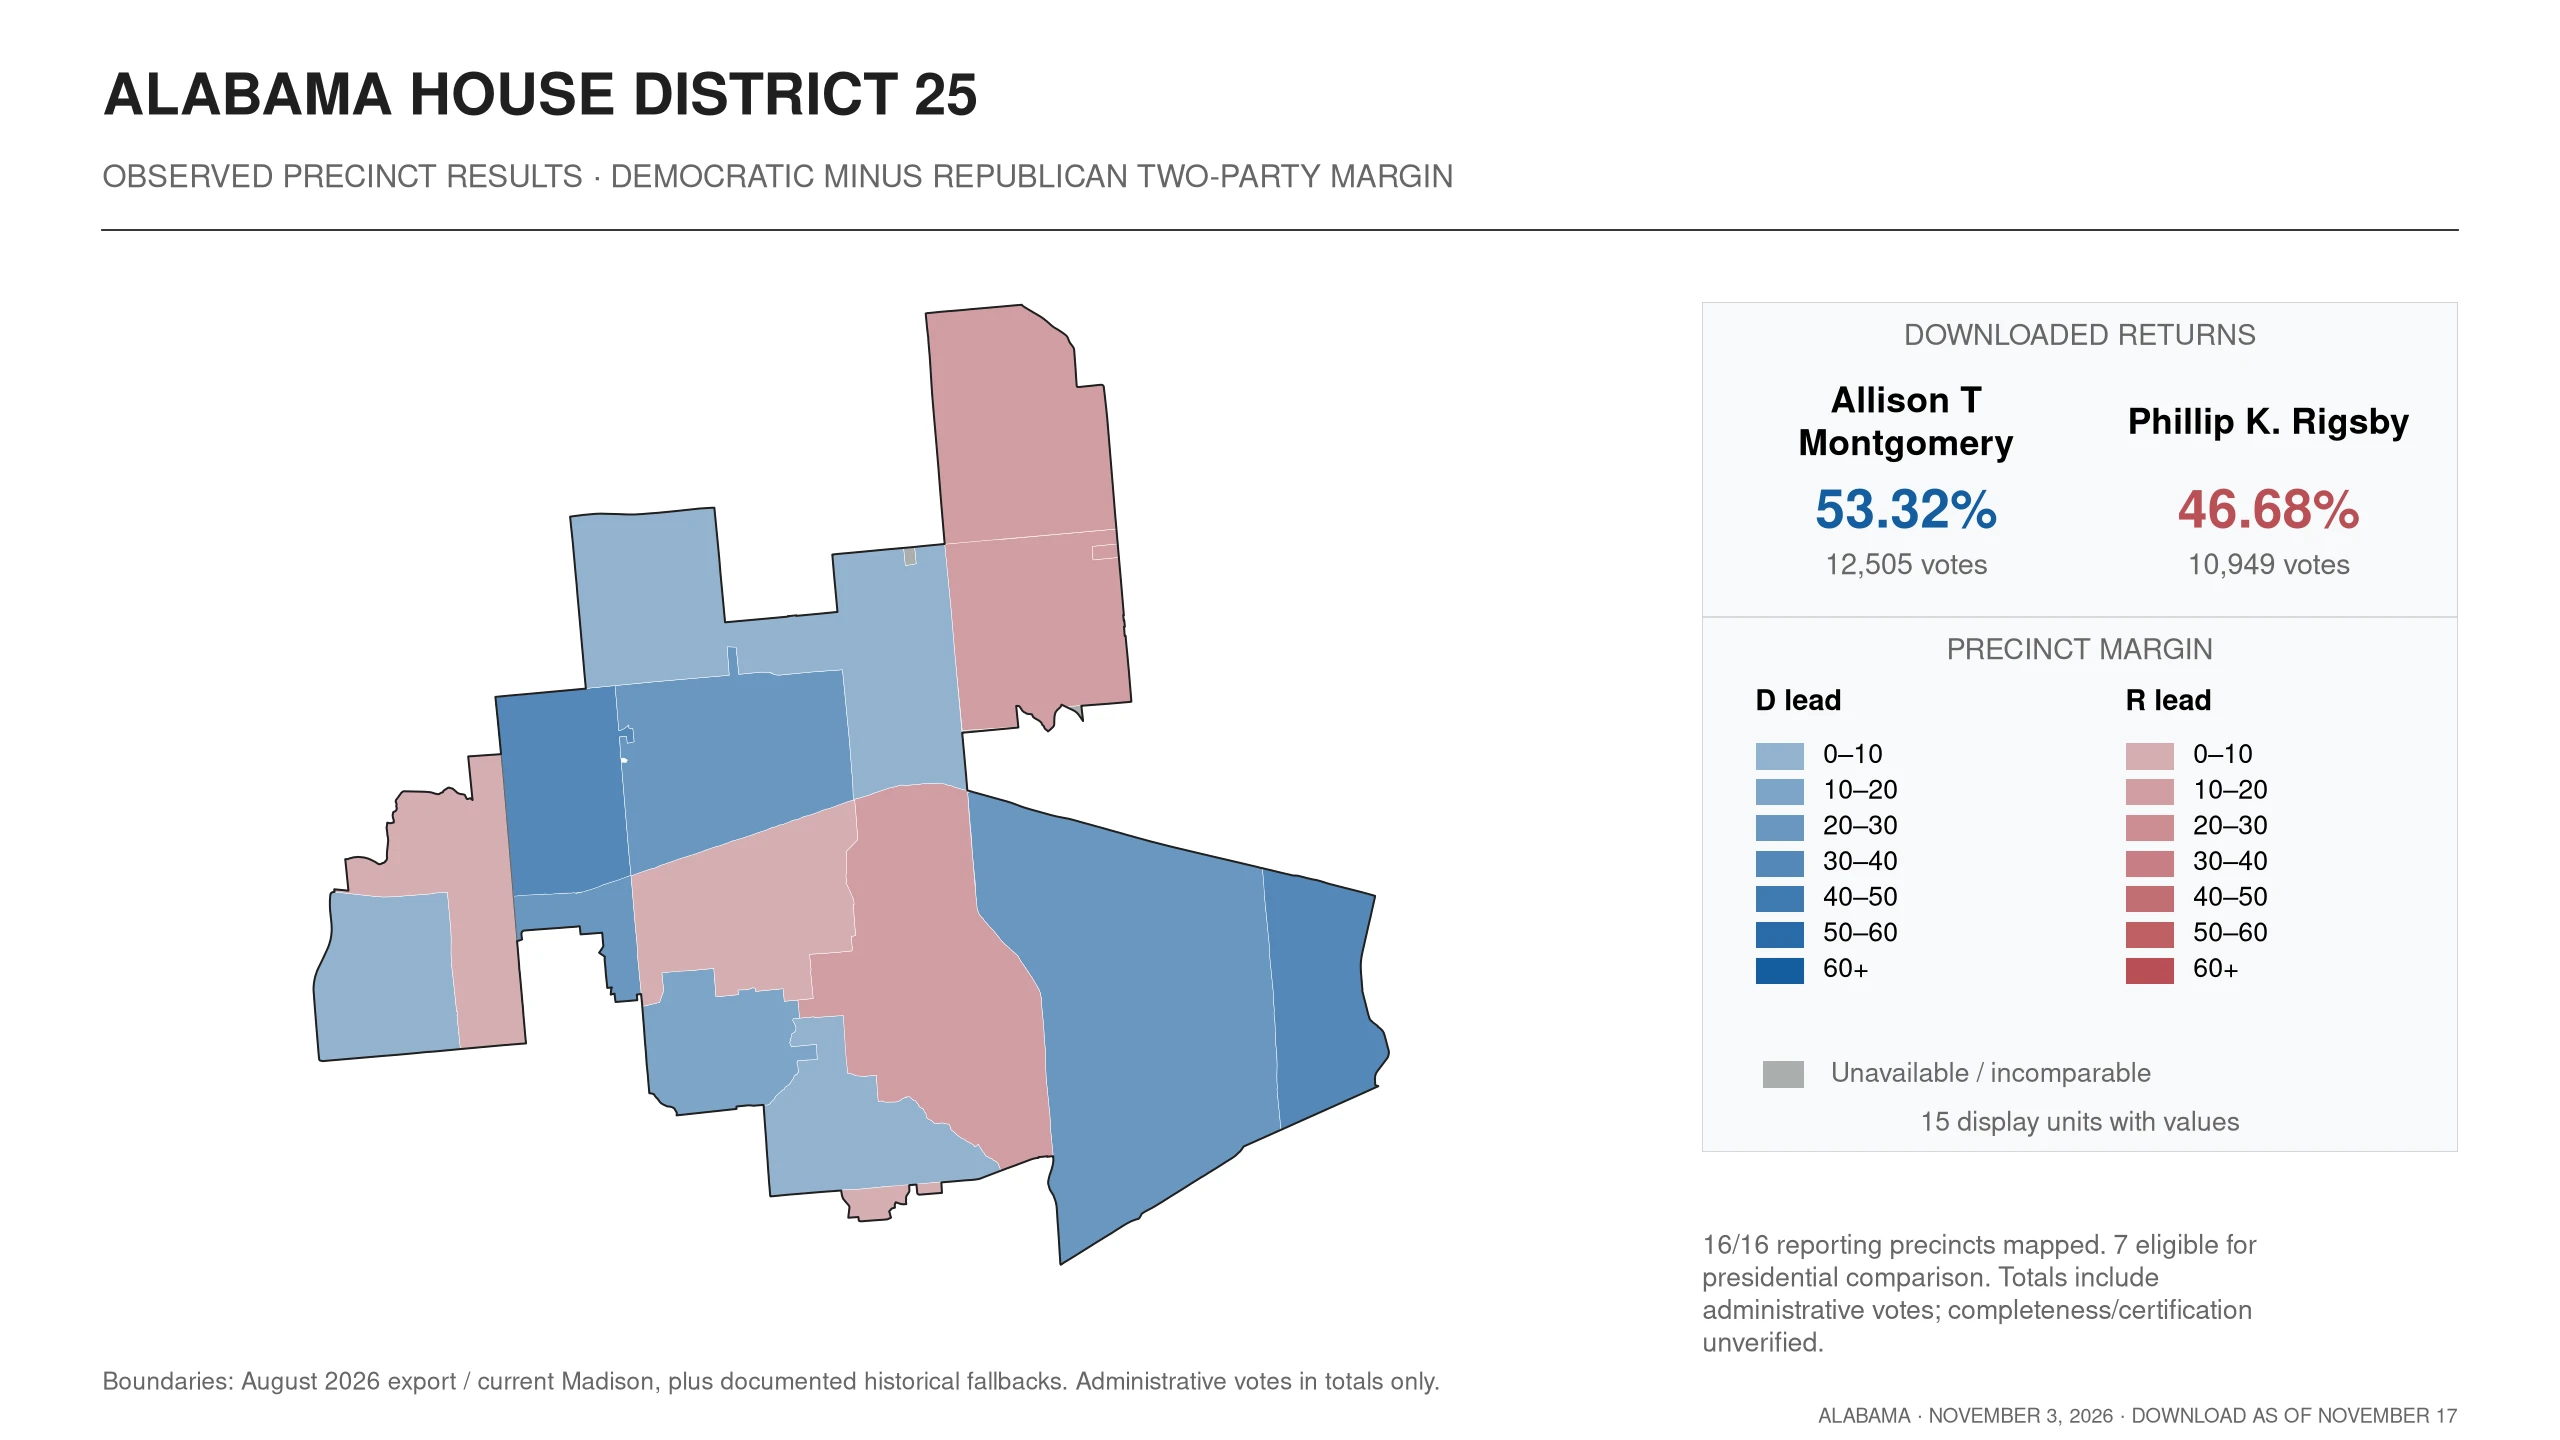 ALABAMA HOUSE DISTRICT 25
OBSERVED PRECINCT RESULTS · DEMOCRATIC MINUS REPUBLICAN TWO-PARTY MARGIN
DOWNLOADED RETURNS
Allison T
Montgomery
53.32%
12,505 votes
Phillip K. Rigsby
46.68%
10,949 votes
PRECINCT MARGIN
D lead
0–10
10–20
20–30
30–40
40–50
50–60
60+
R lead
0–10
10–20
20–30
30–40
40–50
50–60
60+
Unavailable / incomparable
15 display units with values
16/16 reporting precincts mapped. 7 eligible for
presidential comparison. Totals include
administrative votes; completeness/certification
unverified.
Boundaries: August 2026 export / current Madison, plus documented historical fallbacks. Administrative votes in totals only.
ALABAMA · NOVEMBER 3, 2026 · DOWNLOAD AS OF NOVEMBER 17